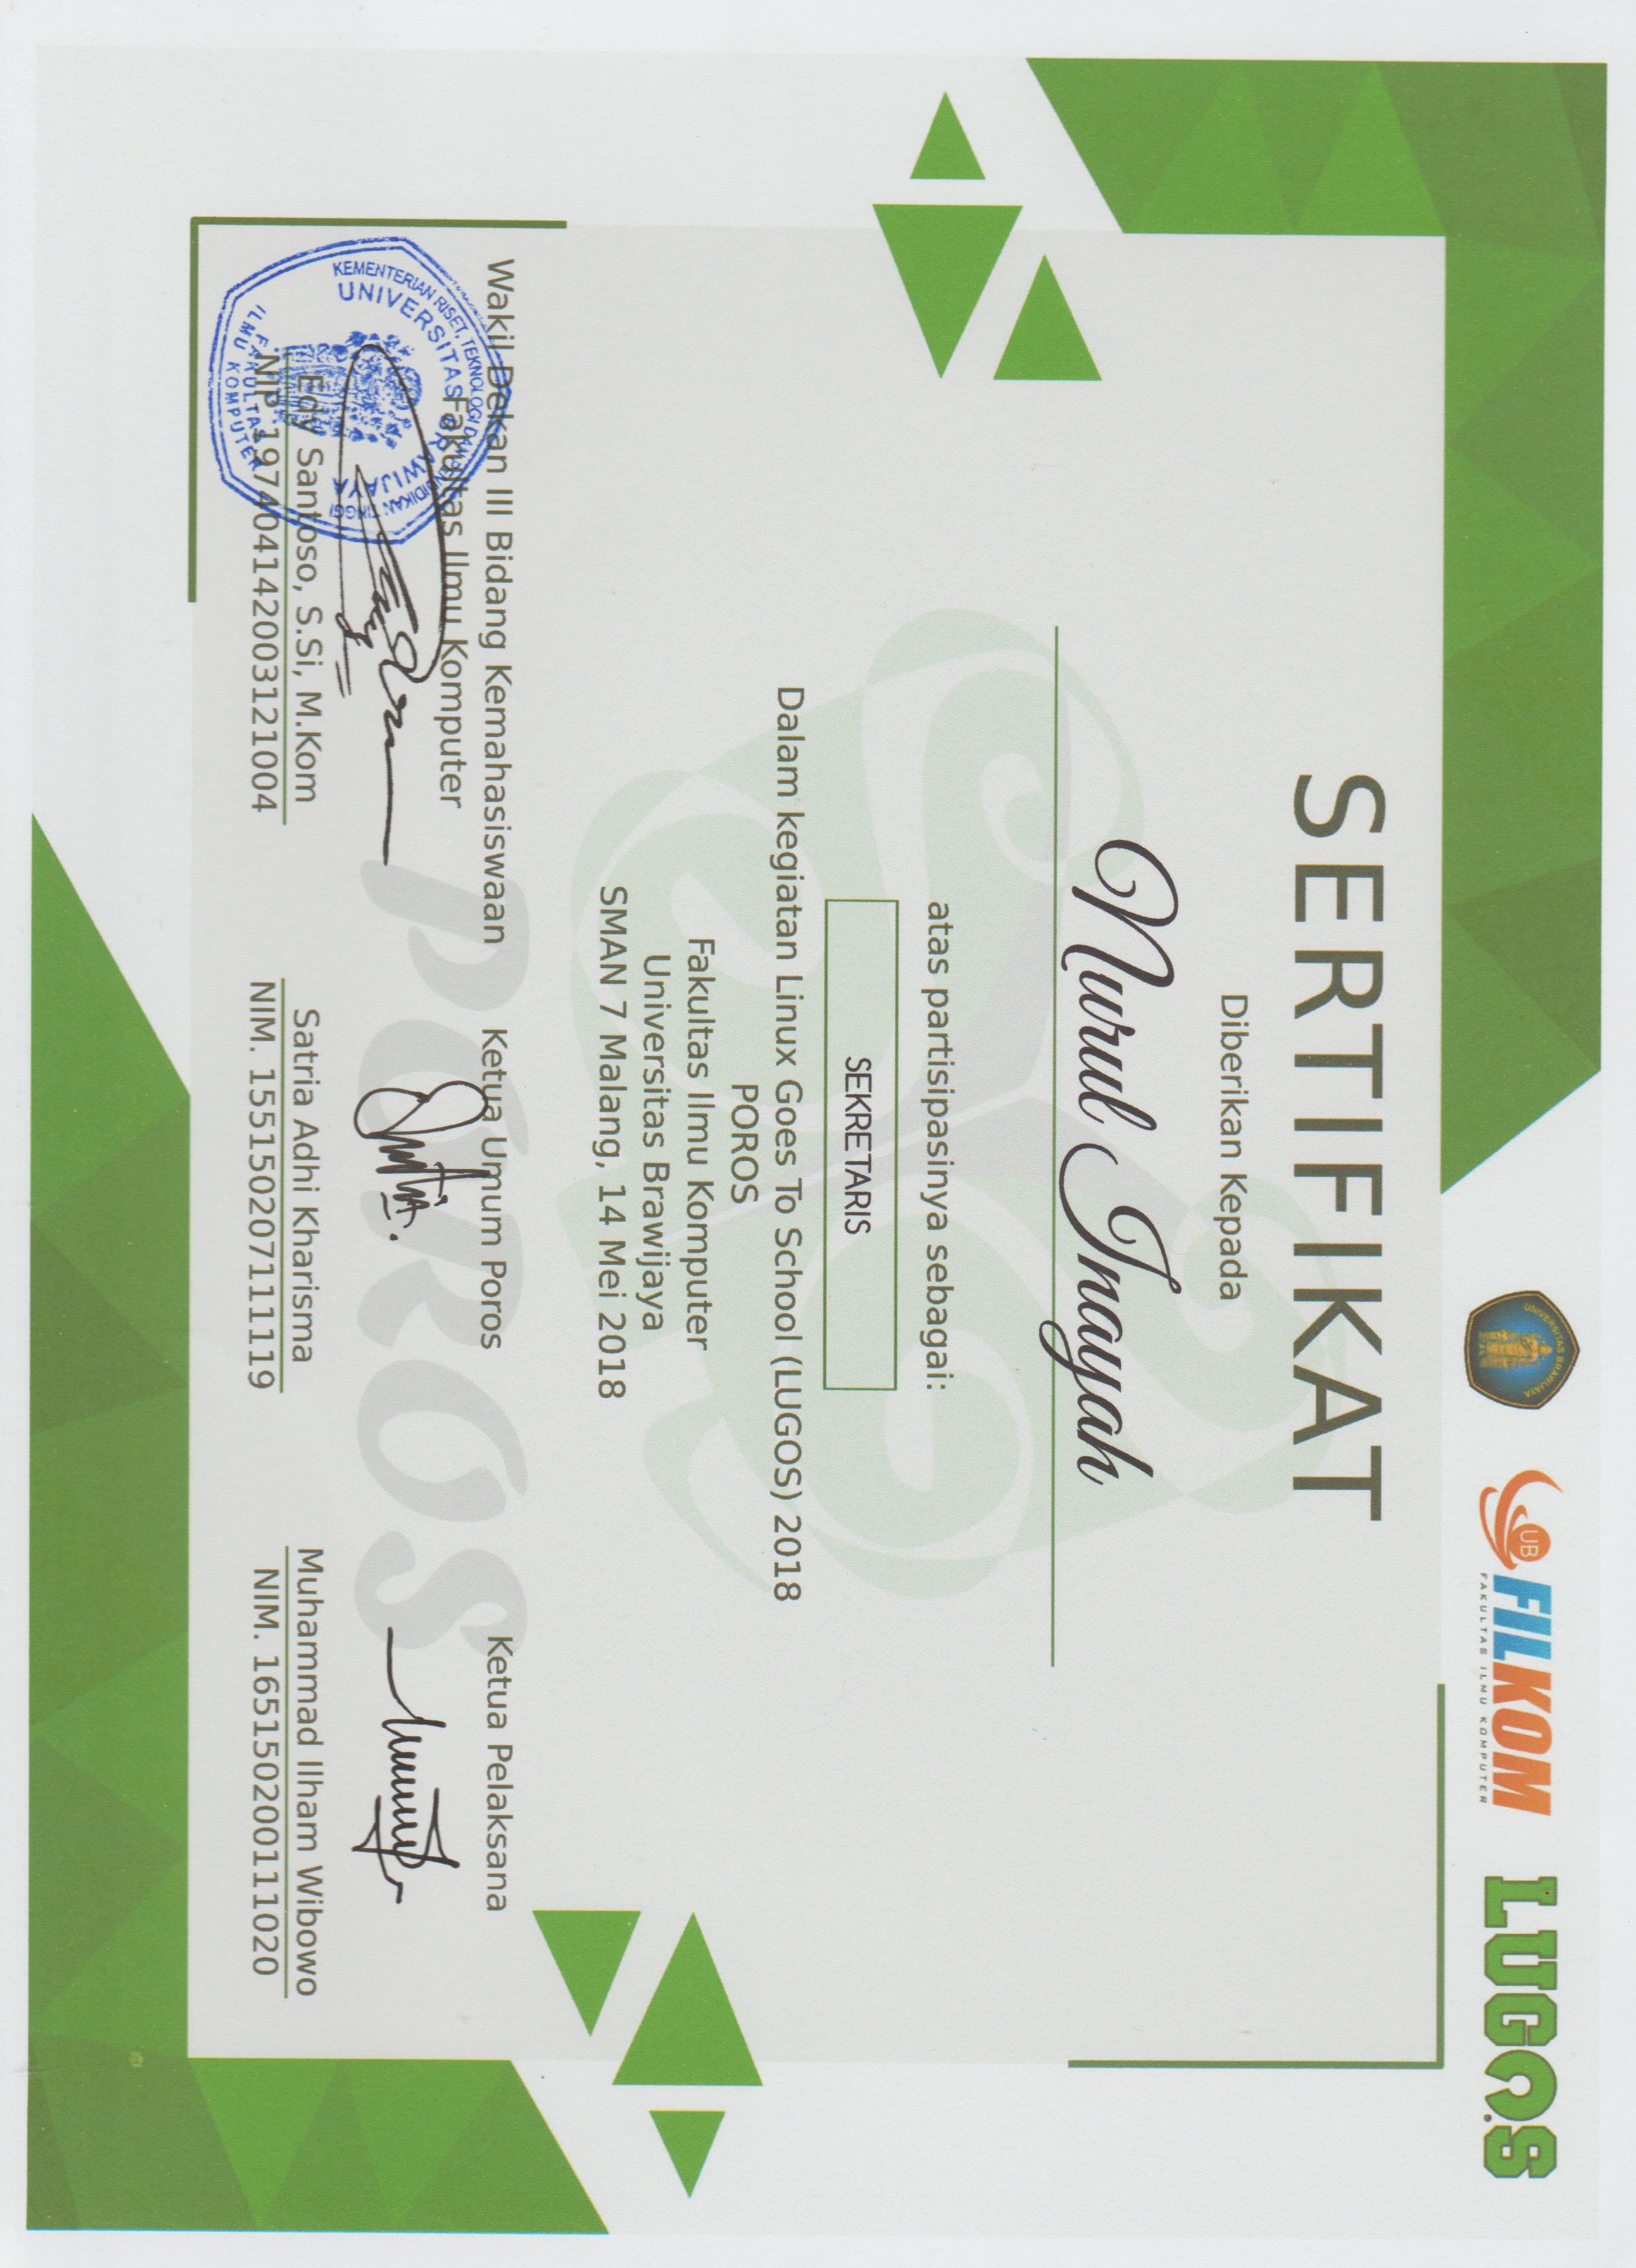 UNIVERSITAS BRAWIJAYA
UB FILKOM
FAKULTAS ILMU KOMPUTER
LUGOS
SERTIFIKAT
Diberikan Kepada
Nurul Inayah
atas partisipasinya sebagai:
SEKRETARIS
Dalam kegiatan Linux Goes To School (LUGOS) 2018
POROS
Fakultas Ilmu Komputer
Universitas Brawijaya
SMAN 7 Malang, 14 Mei 2018
POROS
Wakil Dekan III Bidang Kemahasiswaan
Fakultas Ilmu Komputer
KEMENTERIAN RISET, TEKNOLOGI DAN PENDIDIKAN TINGGI
UNIVERSITAS BRAWIJAYA
FAKULTAS
ILMU KOMPUTER
Edy Santoso, S.Si, M.Kom
NIP. 197404142003121004
Ketua Umum Poros
Satria Adhi Kharisma
NIM. 155150207111119
Ketua Pelaksana
Muhammad Ilham Wibowo
NIM. 165150200111020